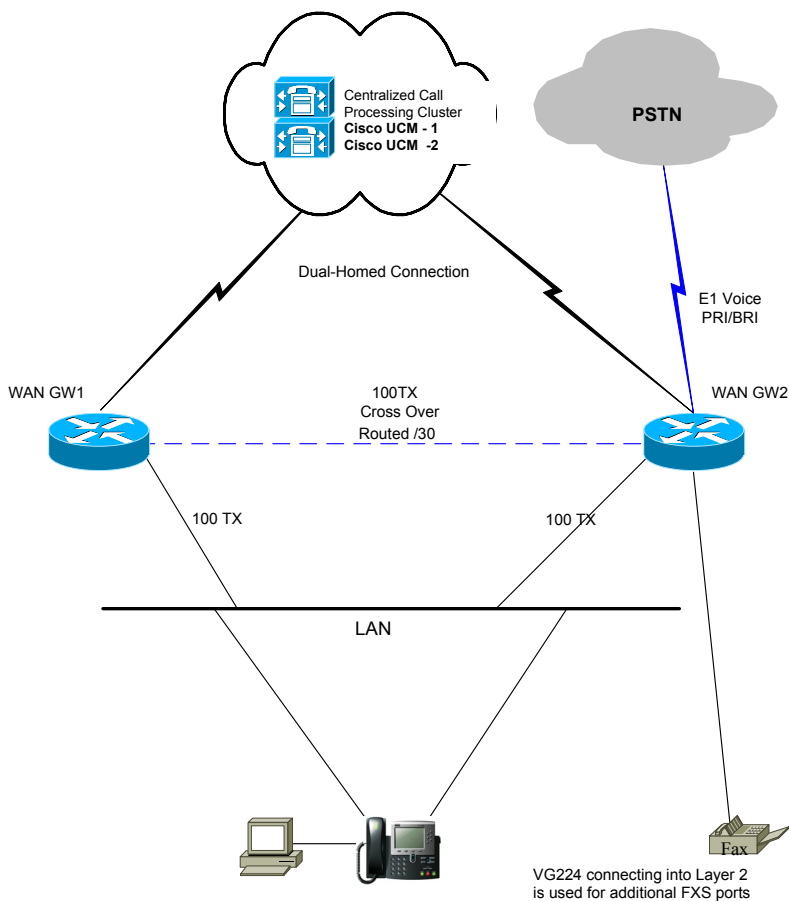 Centralized Call
Processing Cluster
Cisco UCM - 1
Cisco UCM -2
PSTN
Dual-Homed Connection
E1 Voice
PRI/BRI
WAN GW1
100TX
Cross Over
Routed /30
WAN GW2
100 TX
100 TX
LAN
Fax
VG224 connecting into Layer 2
is used for additional FXS ports